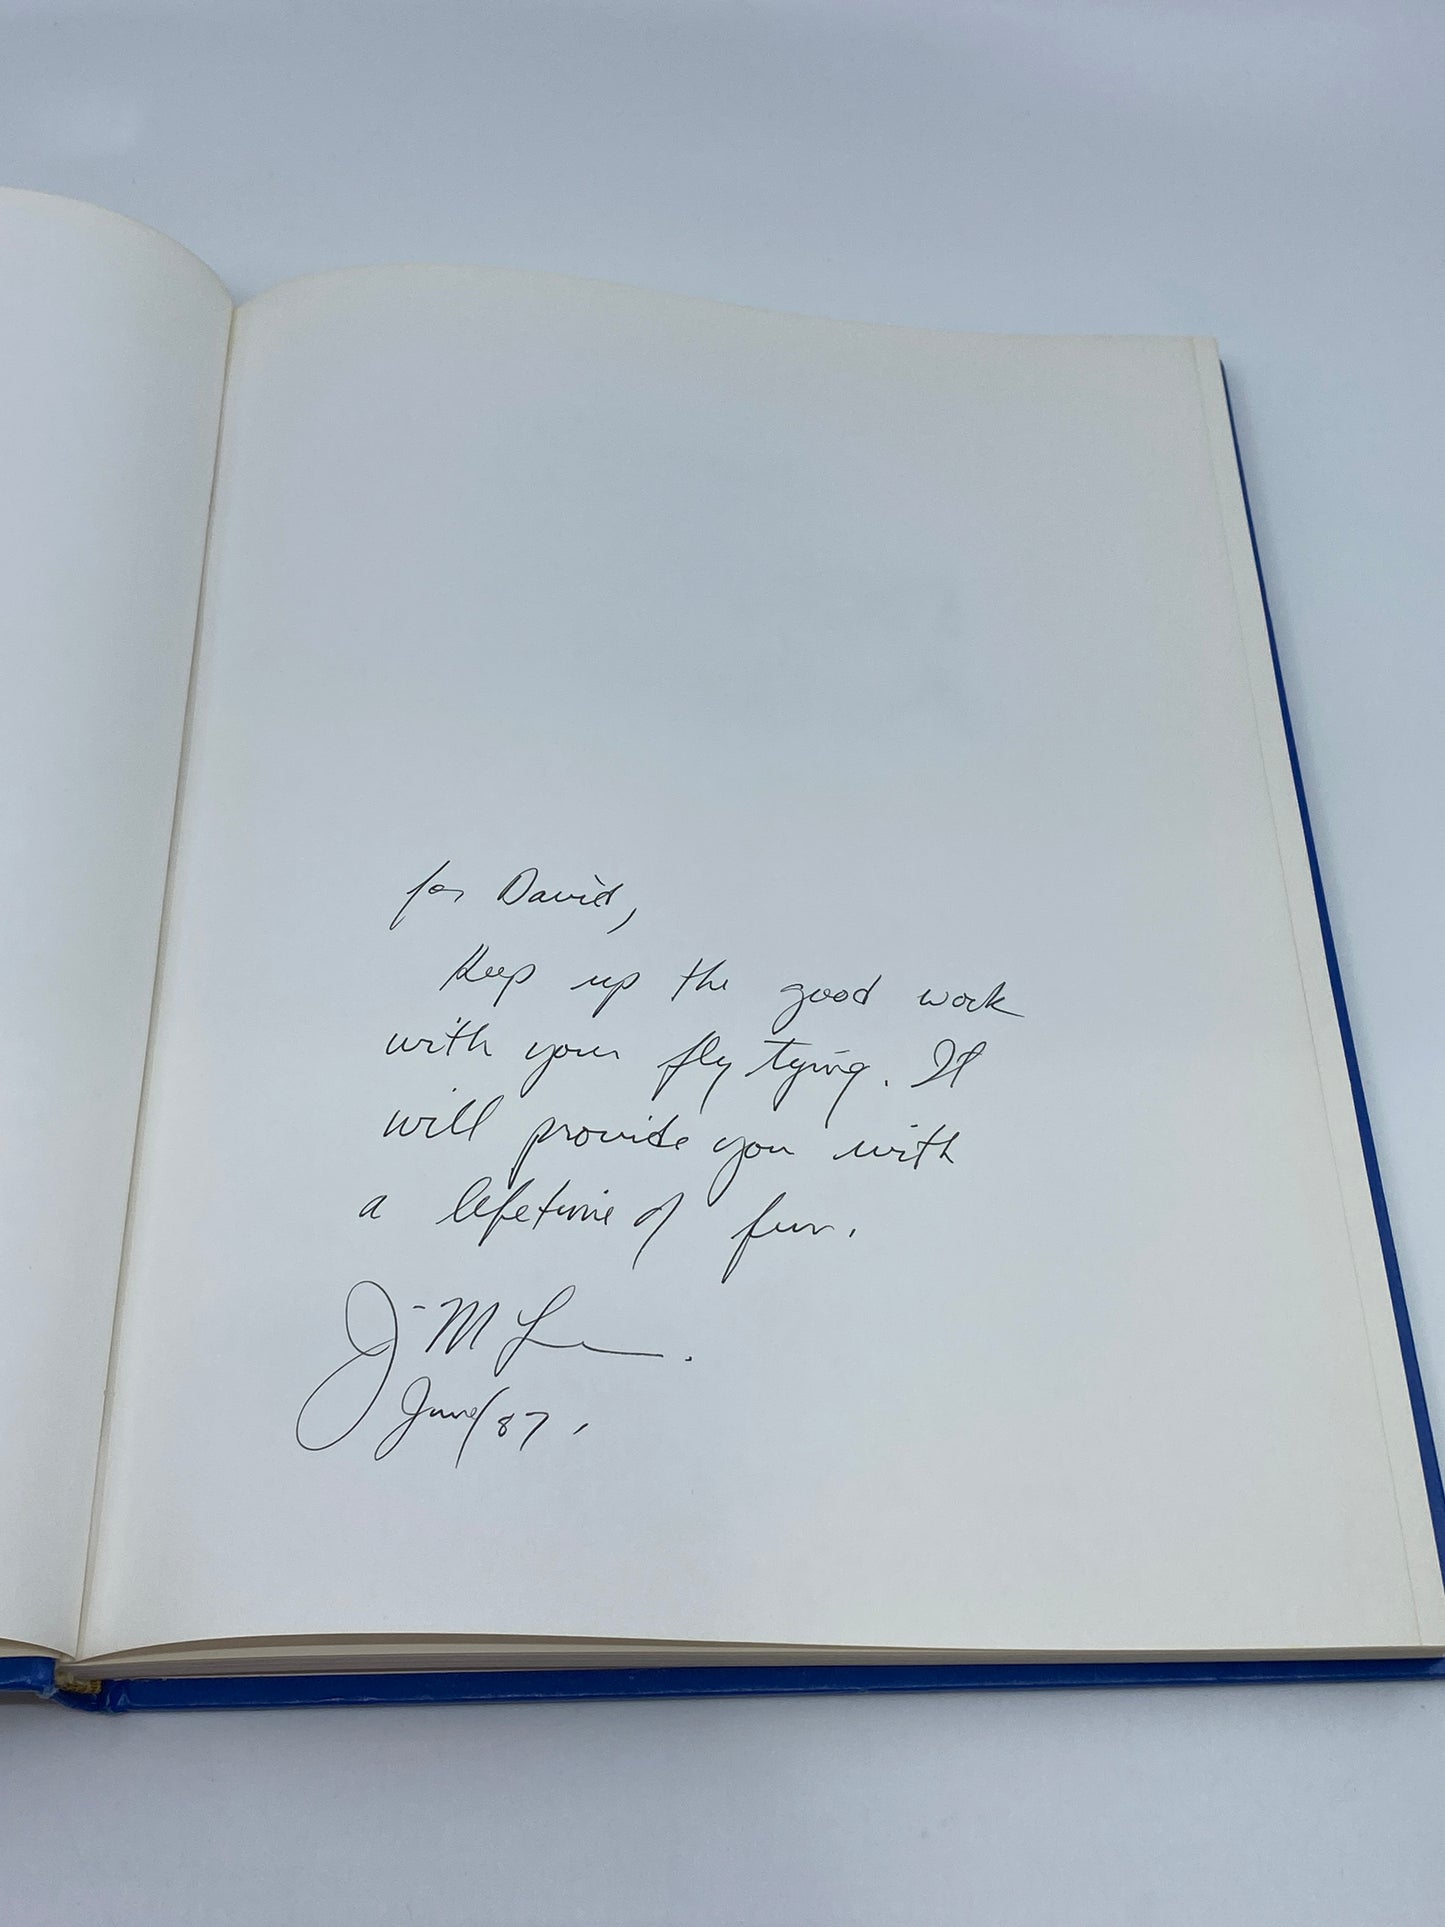 for David,
Keep up the good work
with your fly tying. It
will provide you with
a lifetime of fun.
J M
June/87.